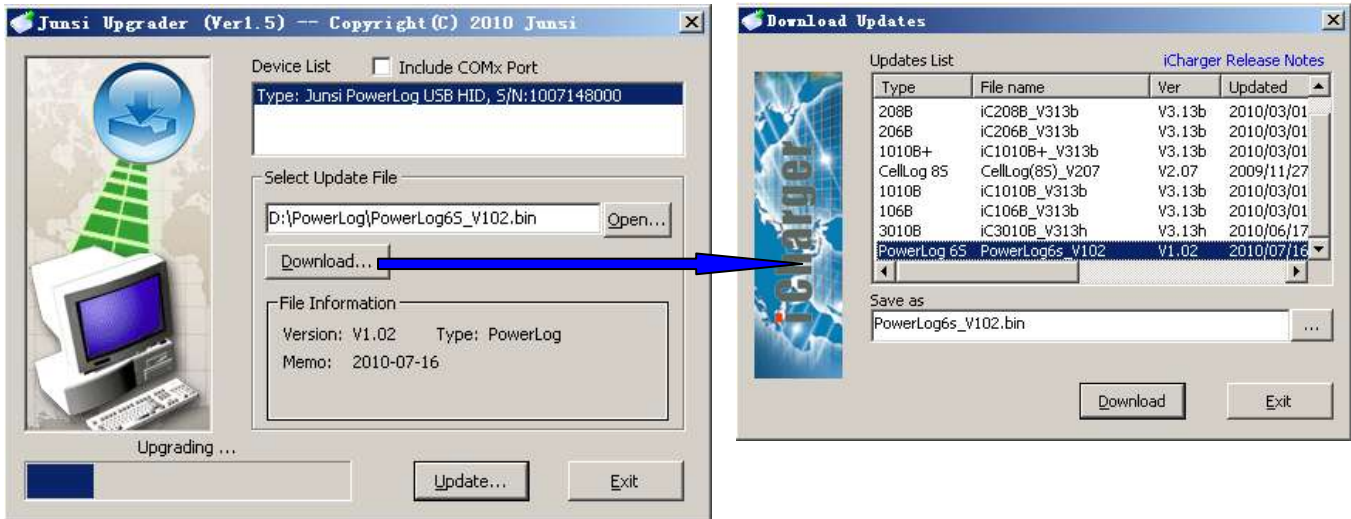 Junsi Upgrader (Ver1.5) -- Copyright(C) 2010 Junsi
Device List Include COMx Port
Type: Junsi PowerLog USB HID, S/N:1007148000
Select Update File
D:\PowerLog\PowerLog6S_V102.bin Open...
Download...
File Information
Version: V1.02 Type: PowerLog
Memo: 2010-07-16
Upgrading ...
Update... Exit
Download Updates
Updates List iCharger Release Notes
Type File name Ver Updated
208B iC208B_V313b V3.13b 2010/03/01
206B iC206B_V313b V3.13b 2010/03/01
1010B+ iC1010B+_V313b V3.13b 2010/03/01
CellLog 8S CellLog(8S)_V207 V2.07 2009/11/27
1010B iC1010B_V313b V3.13b 2010/03/01
106B iC106B_V313b V3.13b 2010/03/01
3010B iC3010B_V313h V3.13h 2010/06/17
PowerLog 6S PowerLog6s_V102 V1.02 2010/07/16
iCharger
Save as
PowerLog6s_V102.bin ...
Download Exit